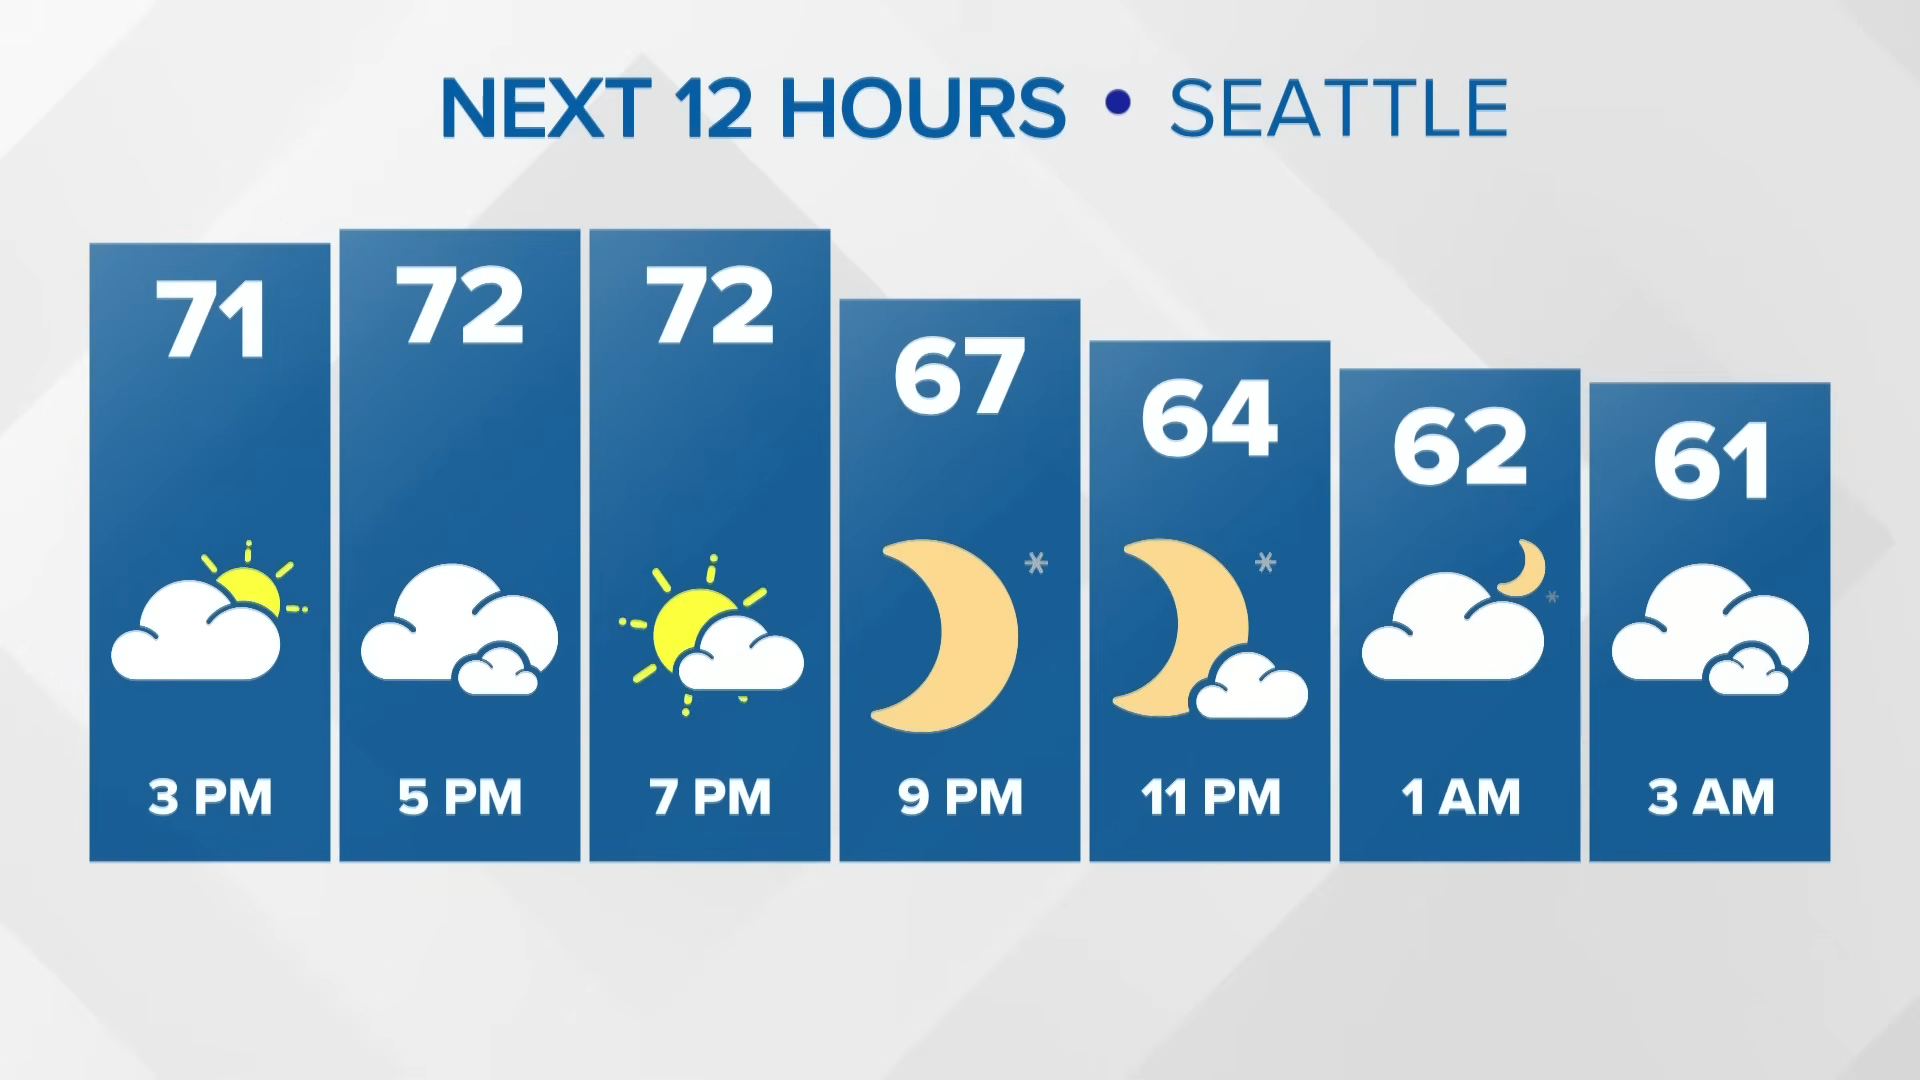 NEXT 12 HOURS • SEATTLE
71 72 72 67 64 62 61
3 PM 5 PM 7 PM 9 PM 11 PM 1 AM 3 AM